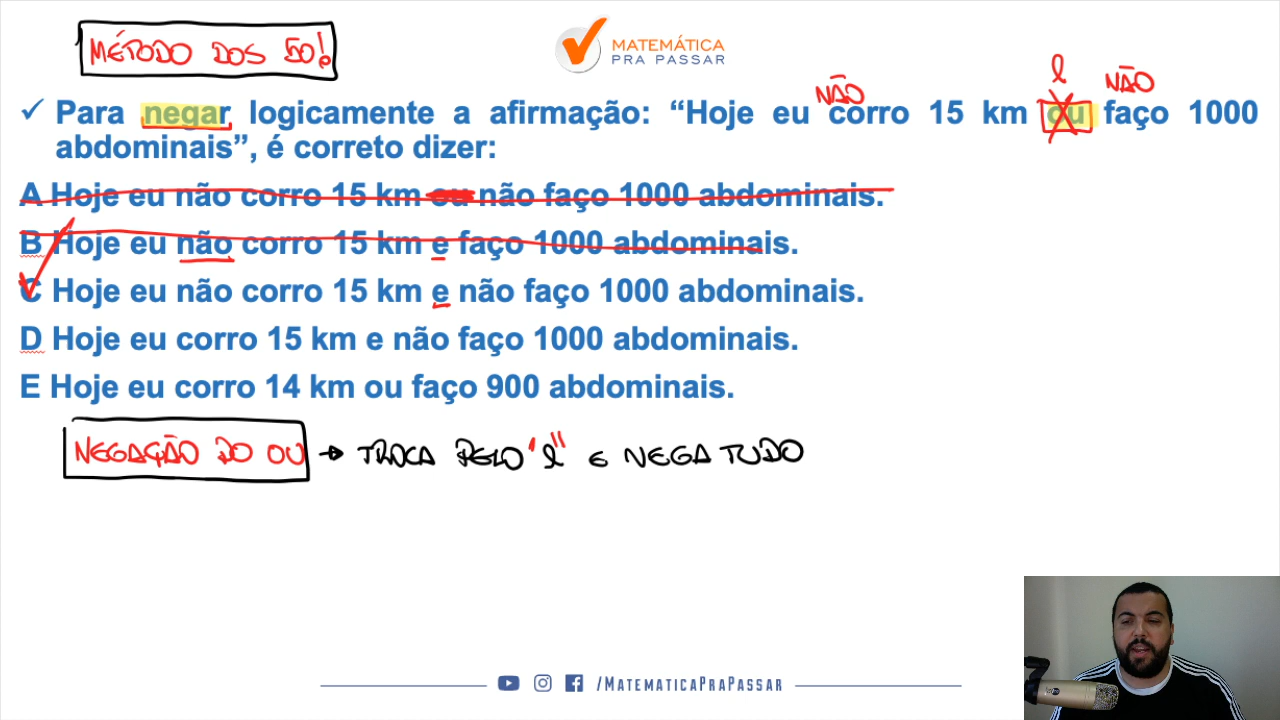 MÉTODO DOS 50!
MATEMÁTICA
PRA PASSAR
NÃO
e
NÃO
✓ Para negar logicamente a afirmação: “Hoje eu corro 15 km ou faço 1000
abdominais”, é correto dizer:
A Hoje eu não corro 15 km ou não faço 1000 abdominais.
B Hoje eu não corro 15 km e faço 1000 abdominais.
C Hoje eu não corro 15 km e não faço 1000 abdominais.
D Hoje eu corro 15 km e não faço 1000 abdominais.
E Hoje eu corro 14 km ou faço 900 abdominais.
NEGAÇÃO DO OU → TROCA PELO "e" E NEGA TUDO
/MATEMATICAPRAPASSAR